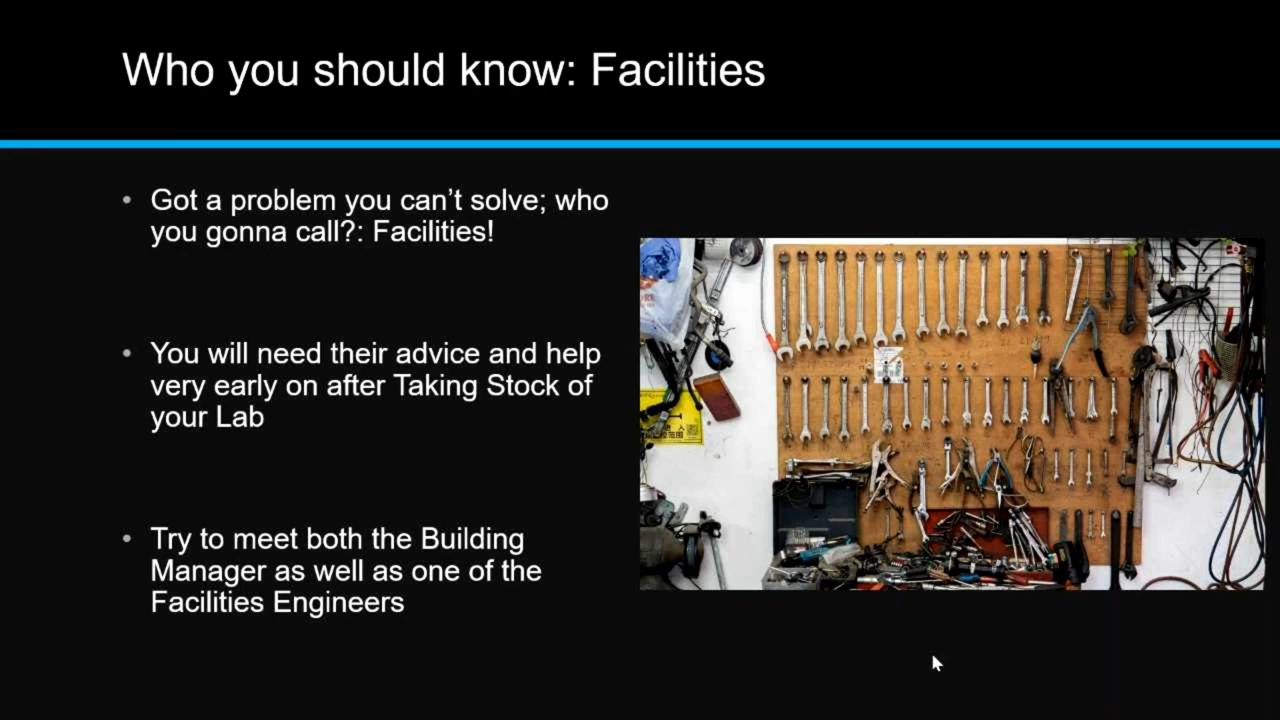 Who you should know: Facilities
• Got a problem you can’t solve; who
you gonna call?: Facilities!
• You will need their advice and help
very early on after Taking Stock of
your Lab
• Try to meet both the Building
Manager as well as one of the
Facilities Engineers